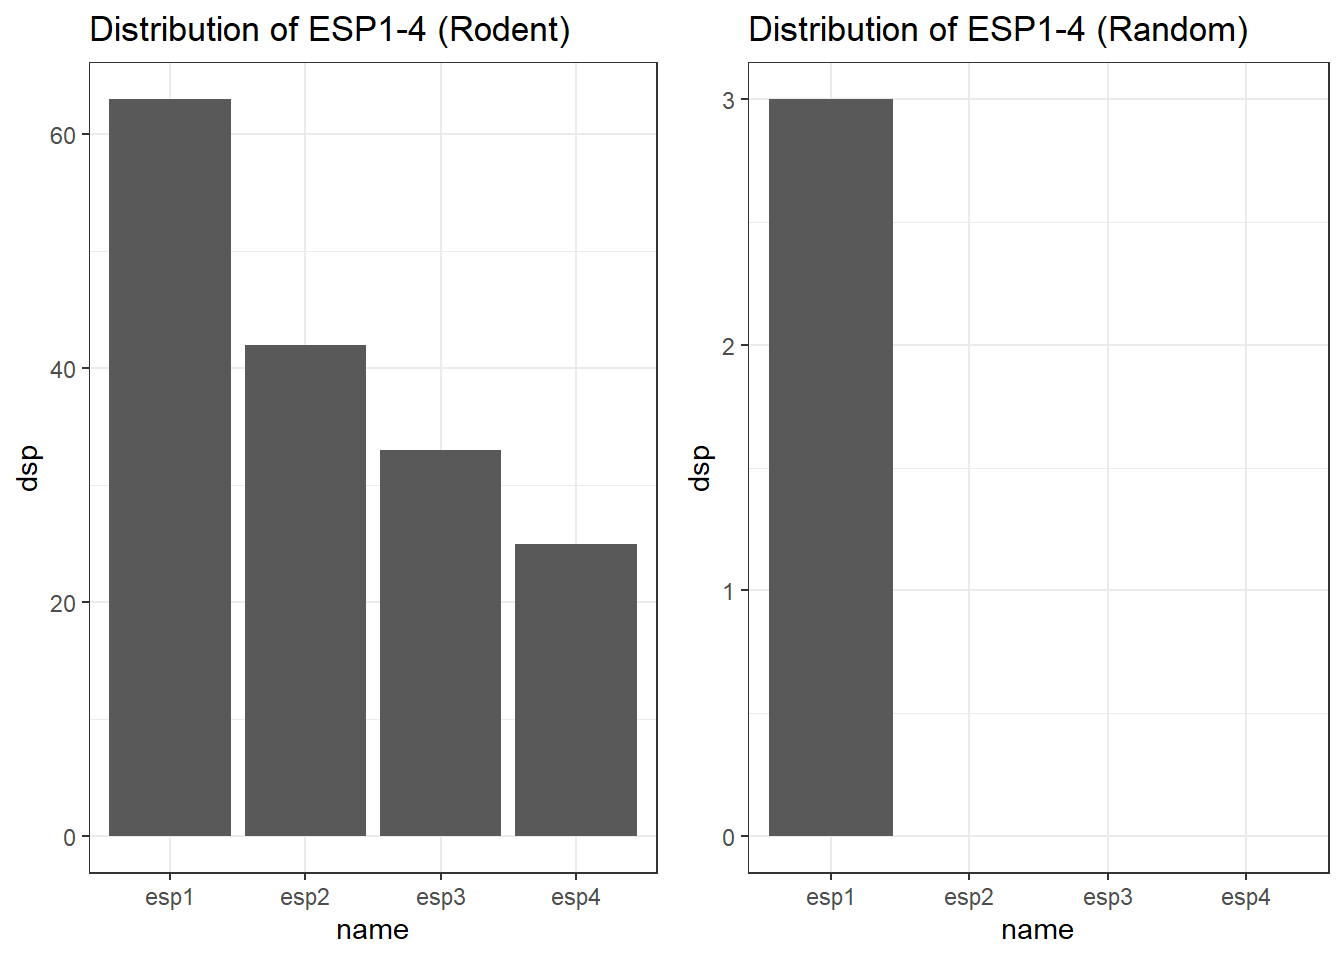 Distribution of ESP1-4 (Rodent)
60
40
20
0
dsp
esp1 esp2 esp3 esp4
name
Distribution of ESP1-4 (Random)
3
2
1
0
dsp
esp1 esp2 esp3 esp4
name